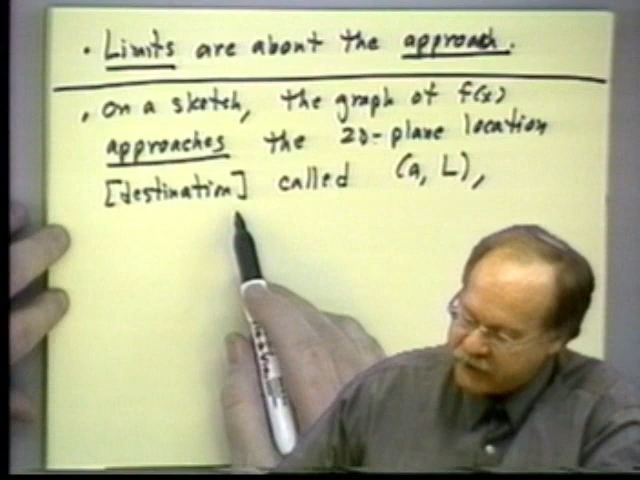 • Limits are about the approach.
• On a sketch, the graph of f(x)
approaches the 2D-plane location
[destination] called (a, L),